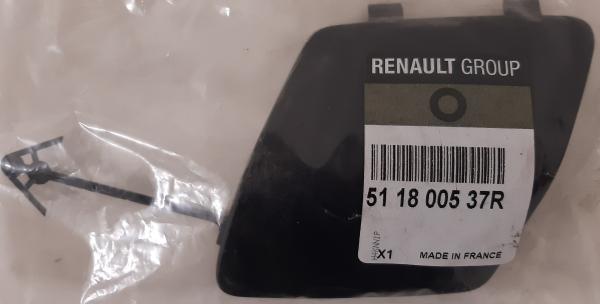 RENAULT GROUP
51 18 005 37R
X1 MADE IN FRANCE